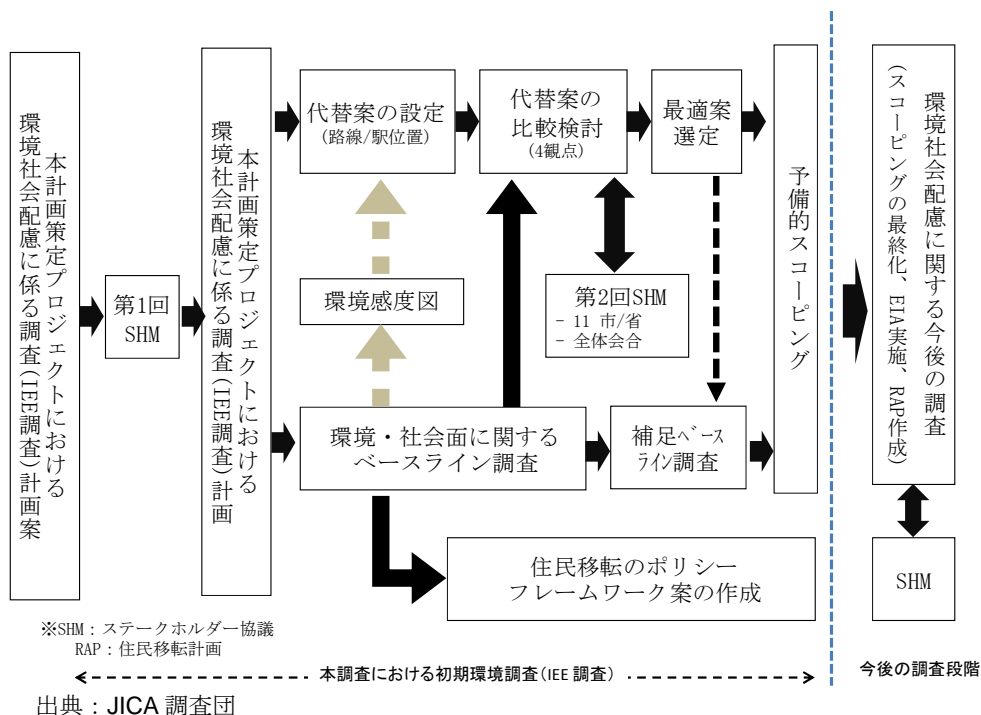 本計画策定プロジェクトにおける
環境社会配慮に係る調査(IEE調査)計画案
第1回
SHM
本計画策定プロジェクトにおける
環境社会配慮に係る調査(IEE調査)計画
代替案の設定
(路線/駅位置)
代替案の
比較検討
(4観点)
最適案
選定
環境感度図
第2回SHM
- 11 市/省
- 全体会合
環境・社会面に関する
ベースライン調査
補足ベース
ライン調査
住民移転のポリシー
フレームワーク案の作成
予備的スコーピング
環境社会配慮に関する今後の調査
(スコーピングの最終化、EIA実施、RAP作成)
SHM
※SHM：ステークホルダー協議
RAP：住民移転計画
本調査における初期環境調査(IEE 調査)
今後の調査段階
出典：JICA 調査団